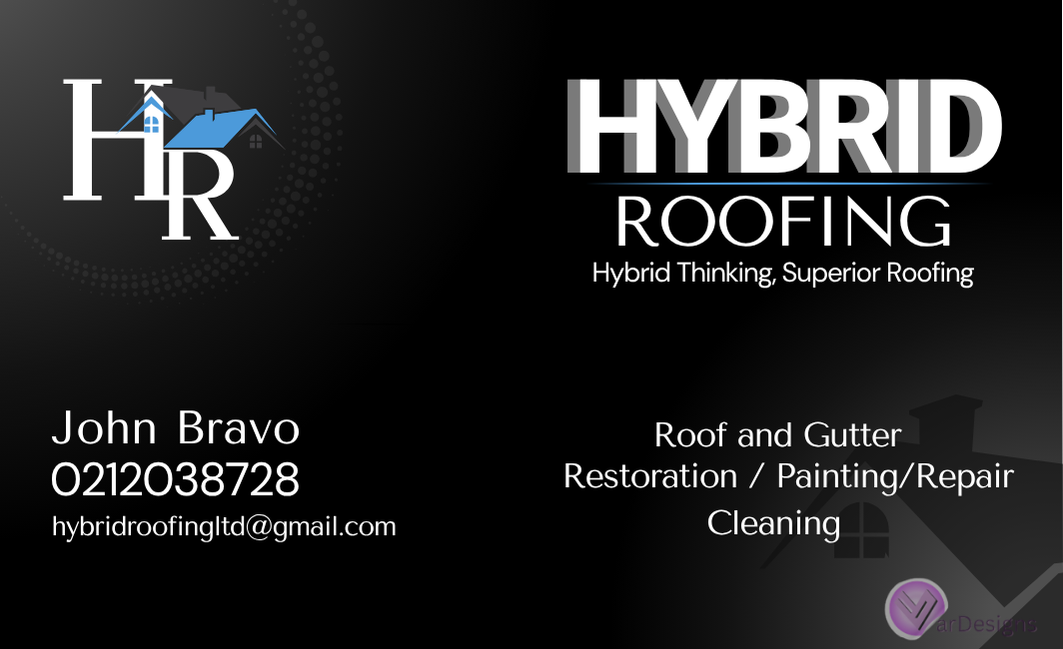 HR
HYBRID
ROOFING
Hybrid Thinking, Superior Roofing
John Bravo
0212038728
hybridroofingltd@gmail.com
Roof and Gutter
Restoration / Painting/Repair
Cleaning
arDesigns